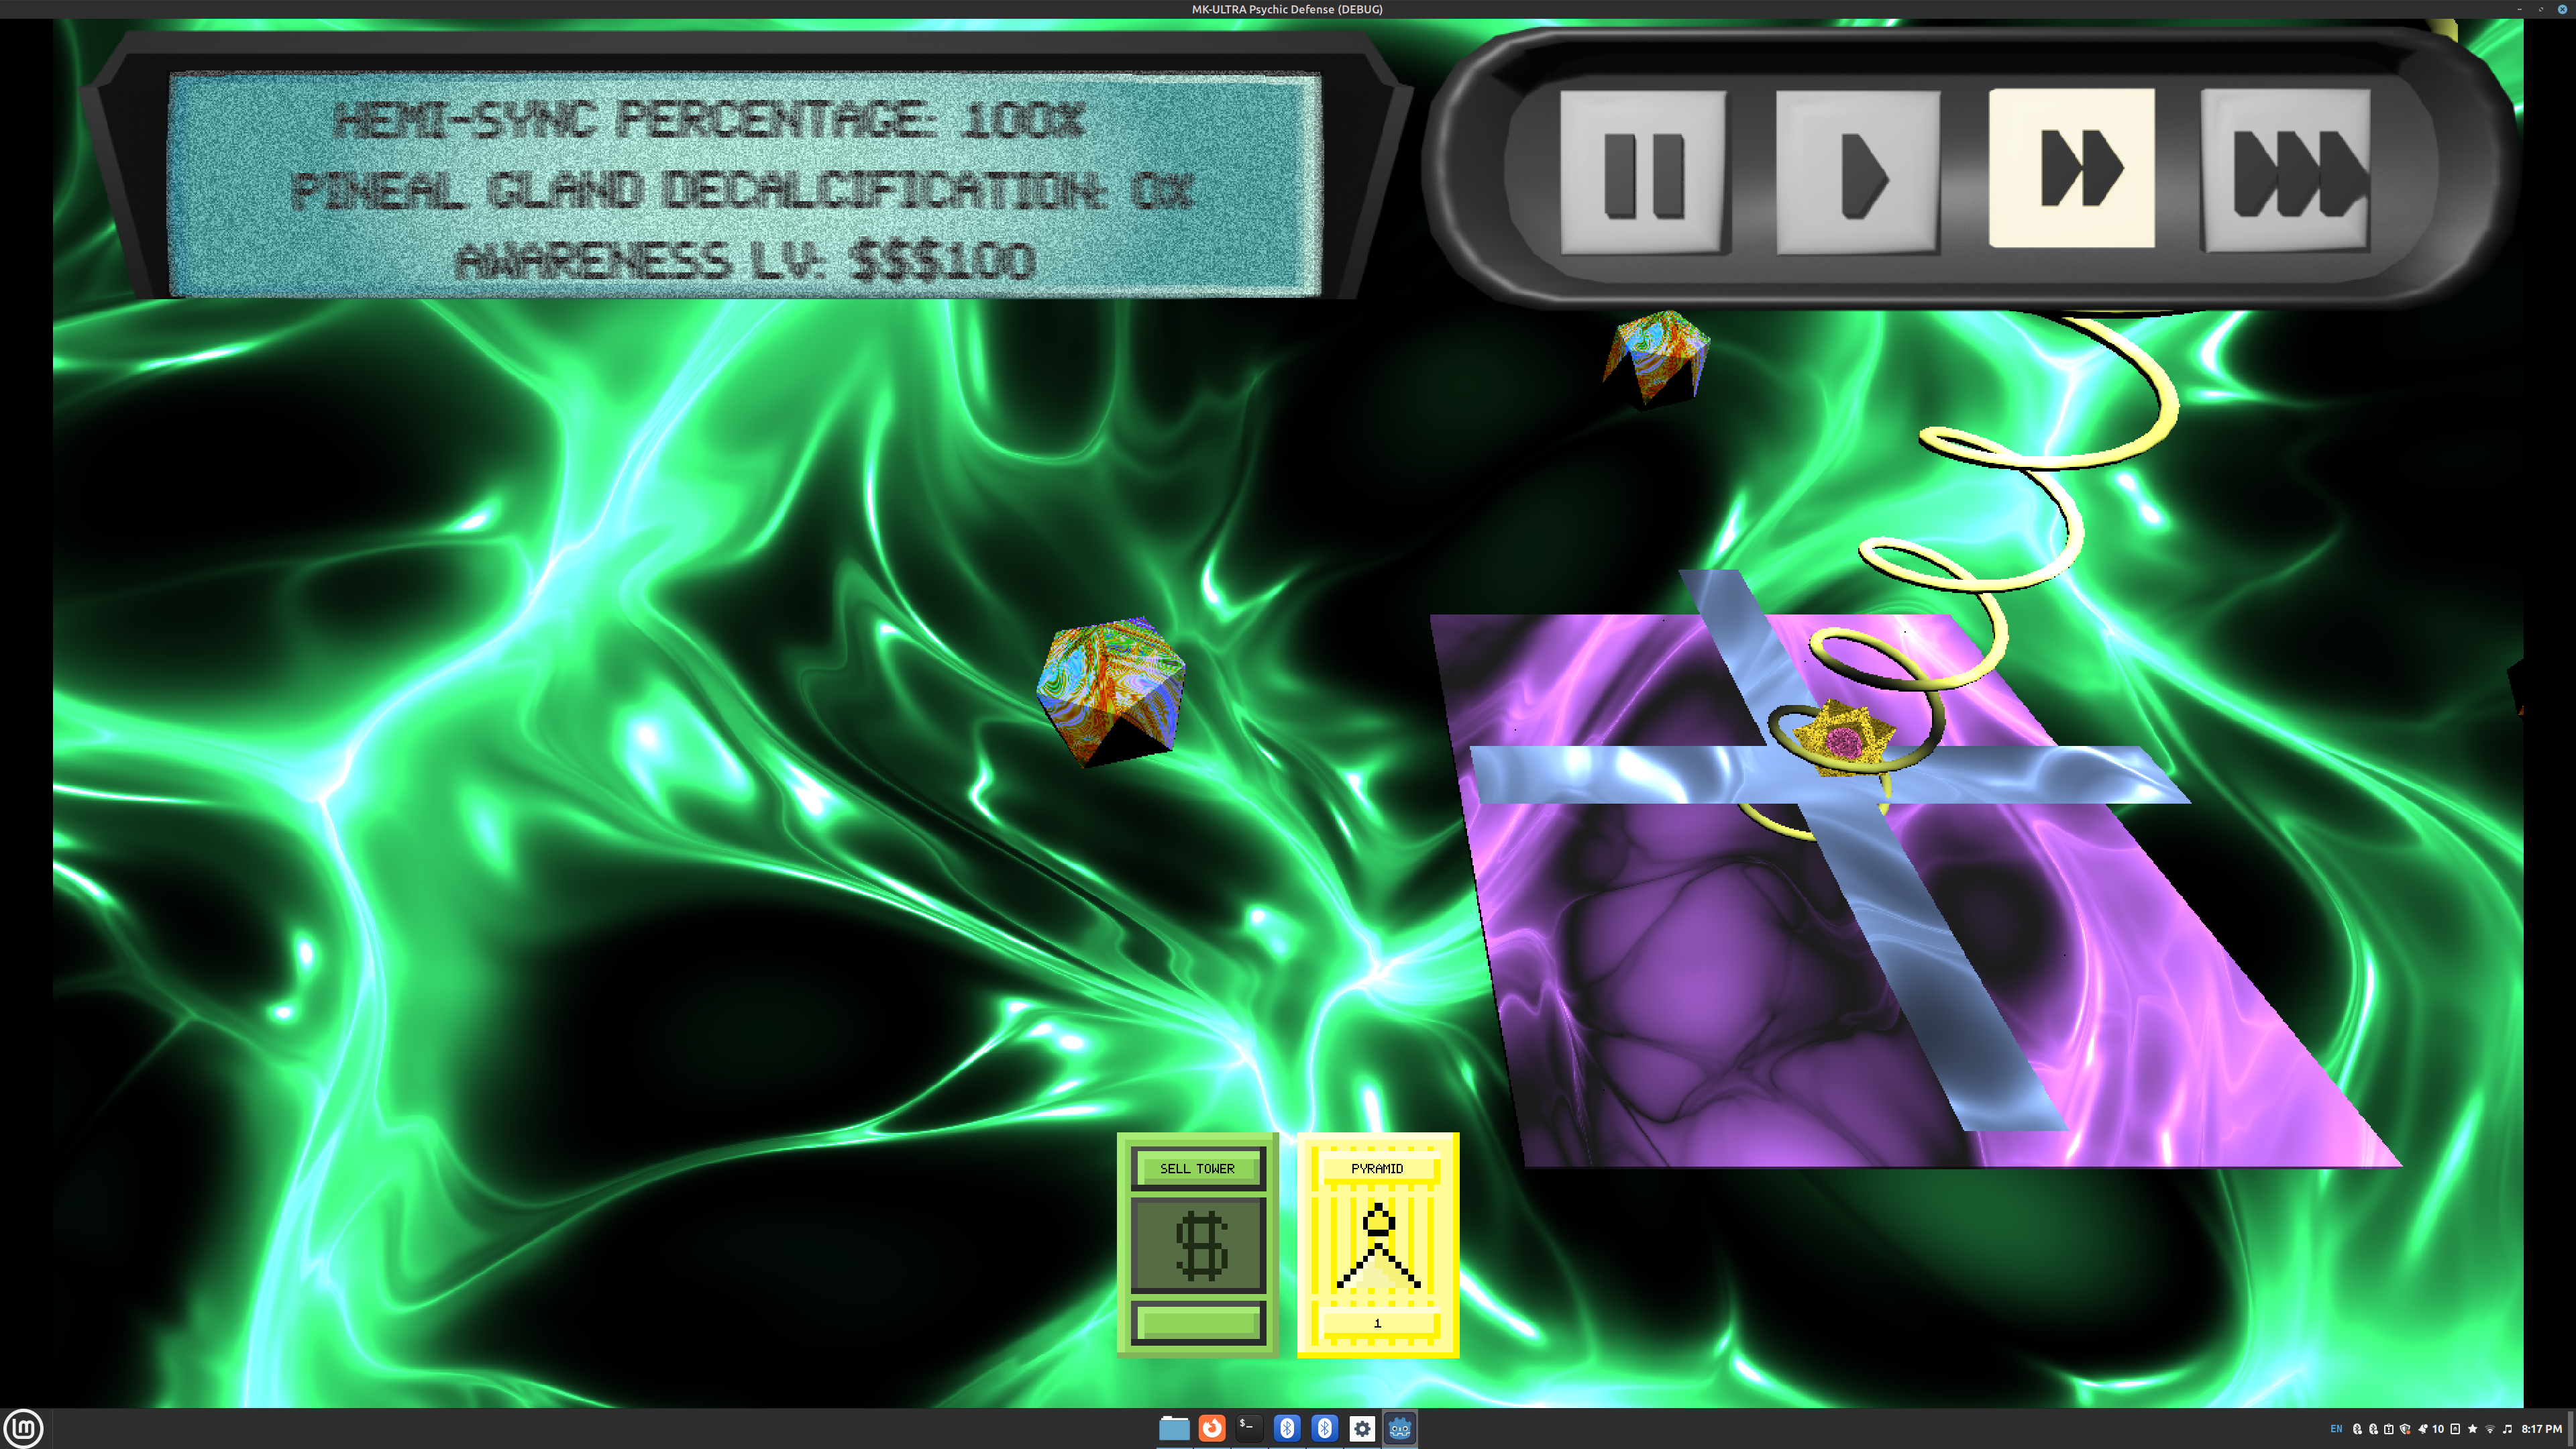 MK-ULTRA Psychic Defense (DEBUG)
HEMI-SYNC PERCENTAGE: 100%
PINEAL GLAND DECALCIFICATION: 0%
AWARENESS LV: $$$100
SELL TOWER
$
PYRAMID
1
EN
10
8:17 PM